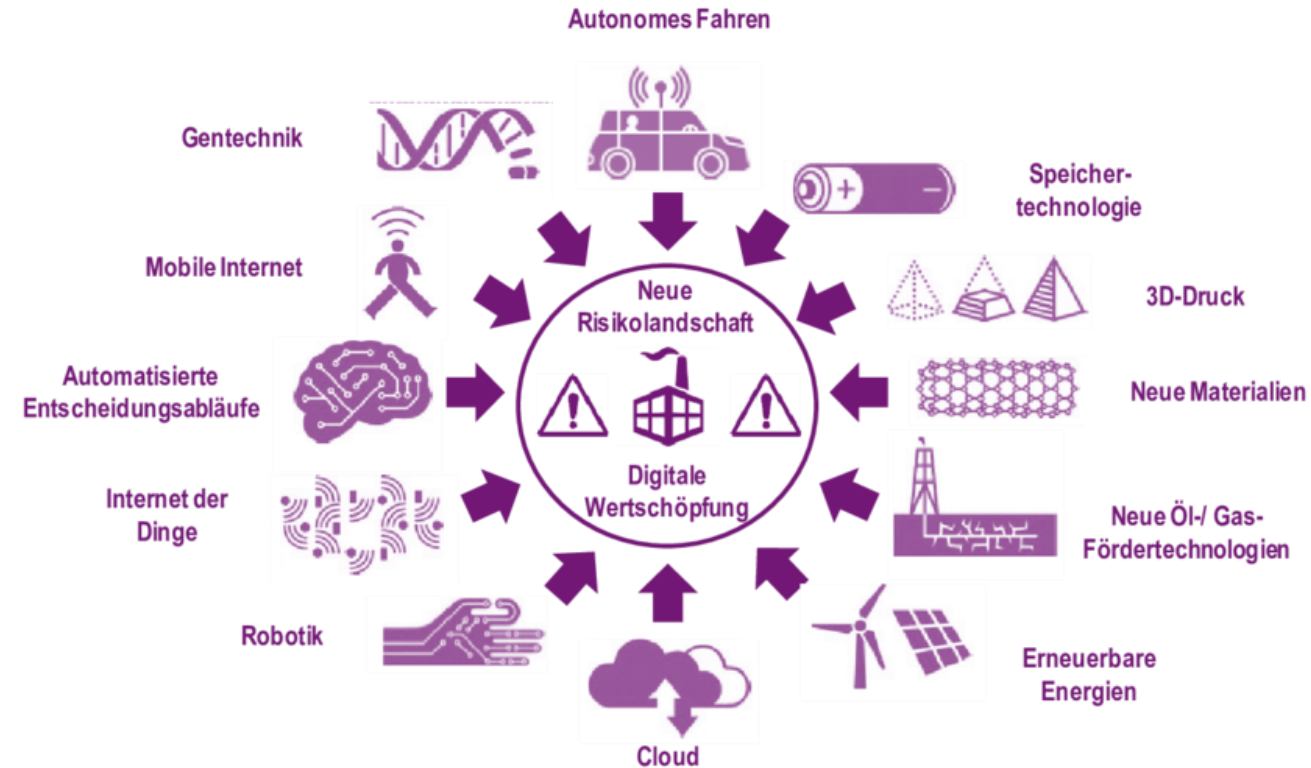 Autonomes Fahren
Gentechnik
Speicher-
technologie
Mobile Internet
3D-Druck
Neue
Risikolandschaft
Automatisierte
Entscheidungsabläufe
Neue Materialien
Digitale
Wertschöpfung
Internet der
Dinge
Neue Öl-/ Gas-
Fördertechnologien
Robotik
Erneuerbare
Energien
Cloud